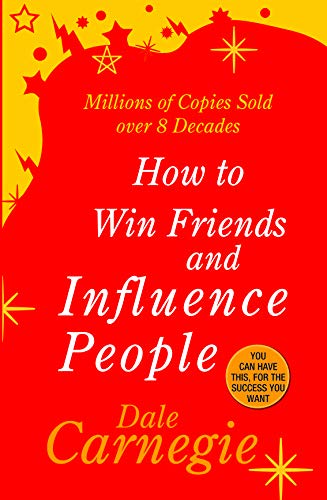 Millions of Copies Sold
over 8 Decades
How to
Win Friends
and
Influence
People
YOU
CAN HAVE
THIS, FOR THE
SUCCESS YOU
WANT
Dale
Carnegie